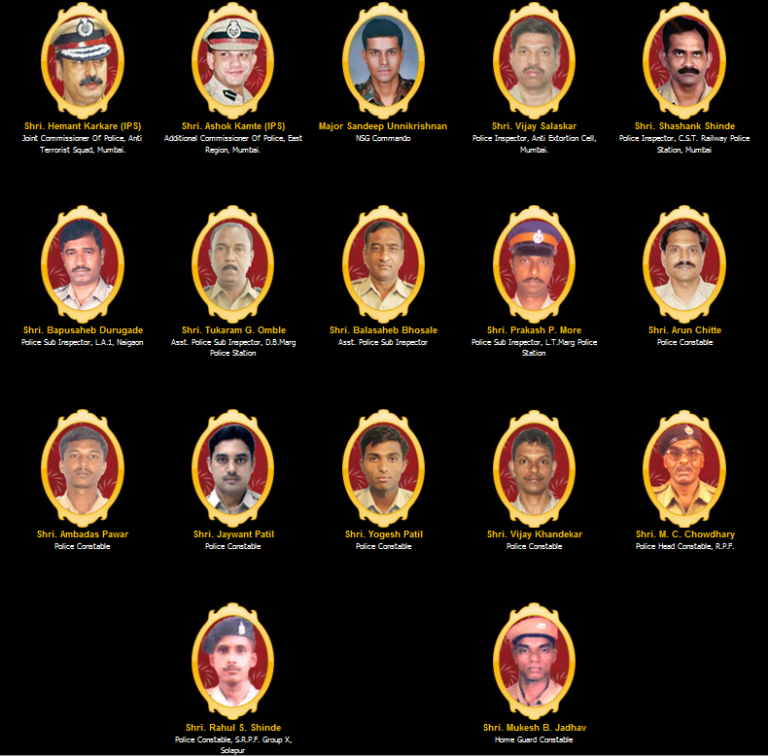 Shri. Hemant Karkare (IPS)
Joint Commissioner Of Police, Anti
Terrorist Squad, Mumbai.
Shri. Ashok Kamte (IPS)
Additional Commissioner Of Police, East
Region, Mumbai.
Major Sandeep Unnikrishnan
NSG Commando
Shri. Vijay Salaskar
Police Inspector, Anti Extortion Cell,
Mumbai.
Shri. Shashank Shinde
Police Inspector, C.S.T. Railway Police
Station, Mumbai
Shri. Bapusaheb Durugade
Police Sub Inspector, L.A.1, Naigaon
Shri. Tukaram G. Omble
Asst. Police Sub Inspector, D.B.Marg
Police Station
Shri. Balasaheb Bhosale
Asst. Police Sub Inspector
Shri. Prakash P. More
Police Sub Inspector, L.T.Marg Police
Station
Shri. Arun Chitte
Police Constable
Shri. Ambadas Pawar
Police Constable
Shri. Jaywant Patil
Police Constable
Shri. Yogesh Patil
Police Constable
Shri. Vijay Khandekar
Police Constable
Shri. M. C. Chowdhary
Police Head Constable, R.P.F.
Shri. Rahul S. Shinde
Police Constable, S.R.P.F. Group X,
Solapur
Shri. Mukesh B. Jadhav
Home Guard Constable